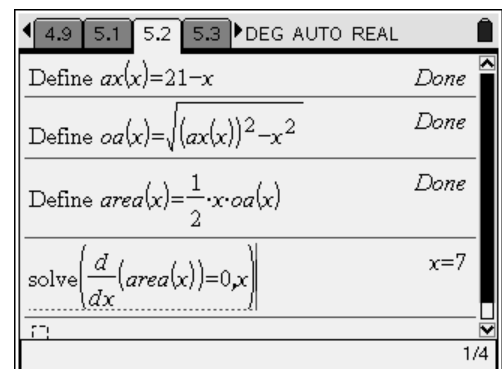 4.9 5.1 5.2 5.3 DEG AUTO REAL
Define ax(x)=21−x Done
Define oa(x)=√((ax(x))²−x²) Done
Define area(x)=1/2·x·oa(x) Done
solve(d/dx(area(x))=0,x) x=7
1/4